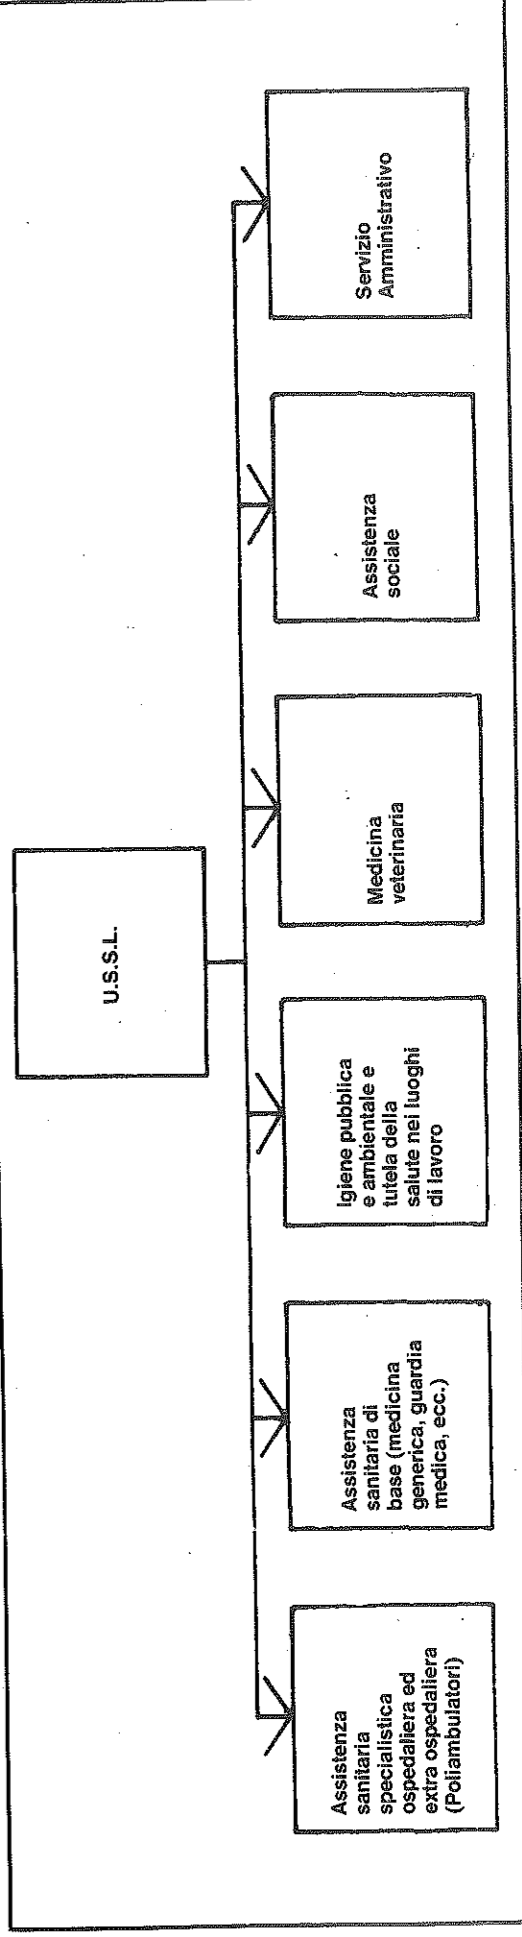 U.S.S.L.
Assistenza
sanitaria
specialistica
ospedaliera ed
extra ospedaliera
(Poliambulatori)
Assistenza
sanitaria di
base (medicina
generica, guardia
medica, ecc.)
Igiene pubblica
e ambientale e
tutela della
salute nei luoghi
di lavoro
Medicina
veterinaria
Assistenza
sociale
Servizio
Amministrativo